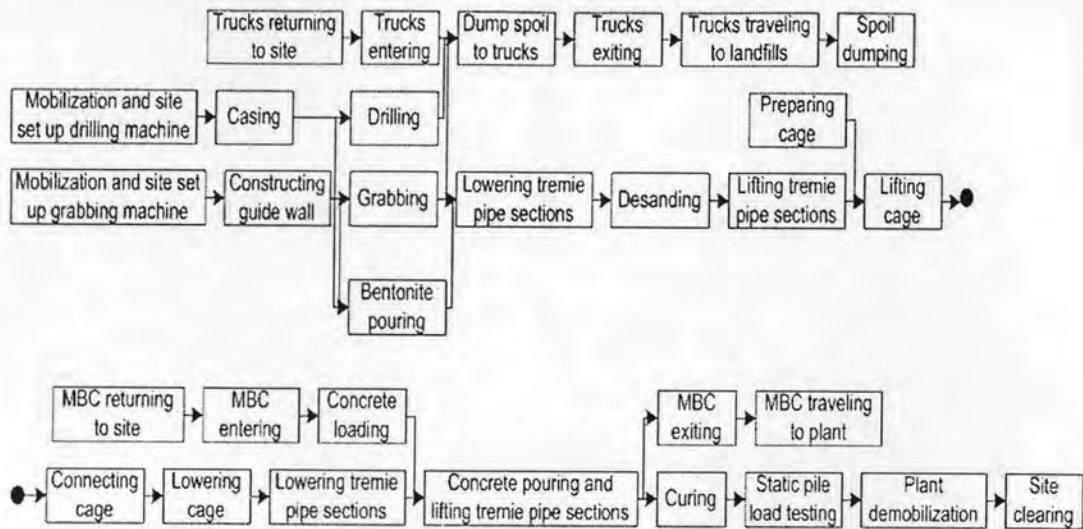 Trucks returning
to site
Trucks
entering
Dump spoil
to trucks
Trucks
exiting
Trucks traveling
to landfills
Spoil
dumping
Mobilization and site
set up drilling machine
Casing
Drilling
Preparing
cage
Mobilization and site set
up grabbing machine
Constructing
guide wall
Grabbing
Lowering tremie
pipe sections
Desanding
Lifting tremie
pipe sections
Lifting
cage
Bentonite
pouring
MBC returning
to site
MBC
entering
Concrete
loading
MBC
exiting
MBC traveling
to plant
Connecting
cage
Lowering
cage
Lowering tremie
pipe sections
Concrete pouring and
lifting tremie pipe sections
Curing
Static pile
load testing
Plant
demobilization
Site
clearing